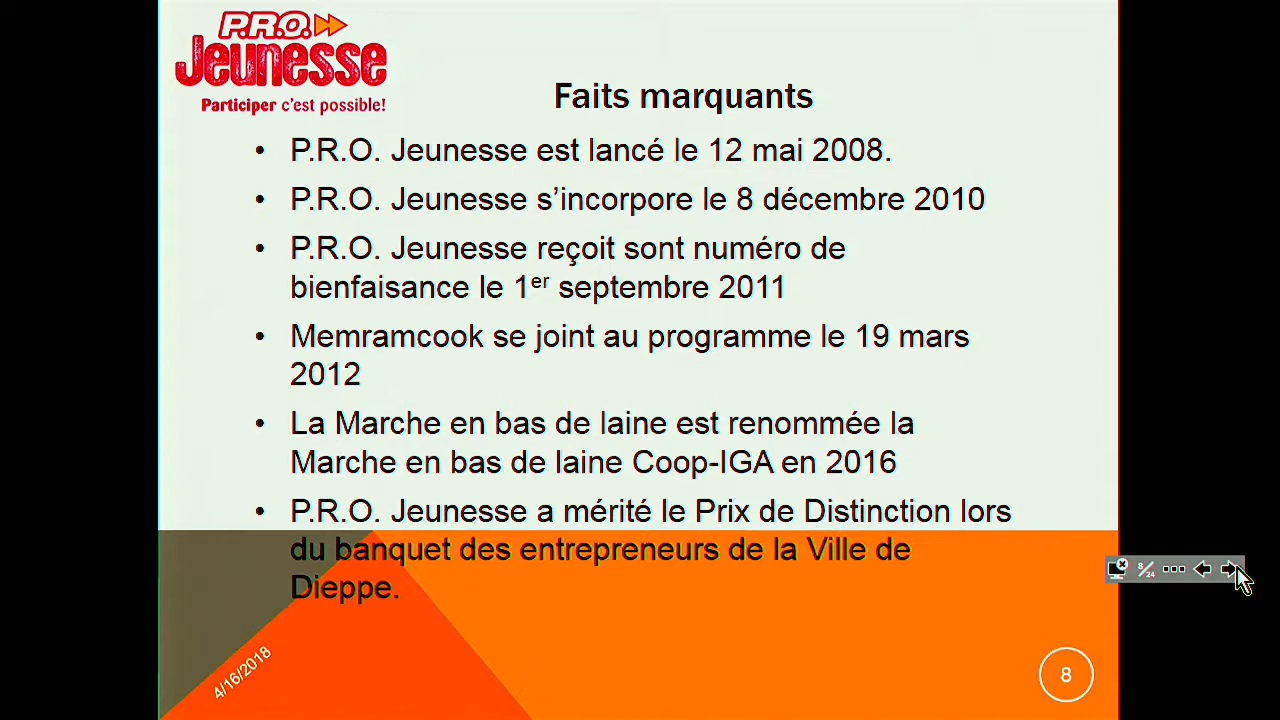 P.R.O.
Jeunesse
Participer c'est possible!
Faits marquants
• P.R.O. Jeunesse est lancé le 12 mai 2008.
• P.R.O. Jeunesse s’incorpore le 8 décembre 2010
• P.R.O. Jeunesse reçoit sont numéro de
bienfaisance le 1er septembre 2011
• Memramcook se joint au programme le 19 mars
2012
• La Marche en bas de laine est renommée la
Marche en bas de laine Coop-IGA en 2016
• P.R.O. Jeunesse a mérité le Prix de Distinction lors
du banquet des entrepreneurs de la Ville de
Dieppe.
8/24
4/16/2018
8